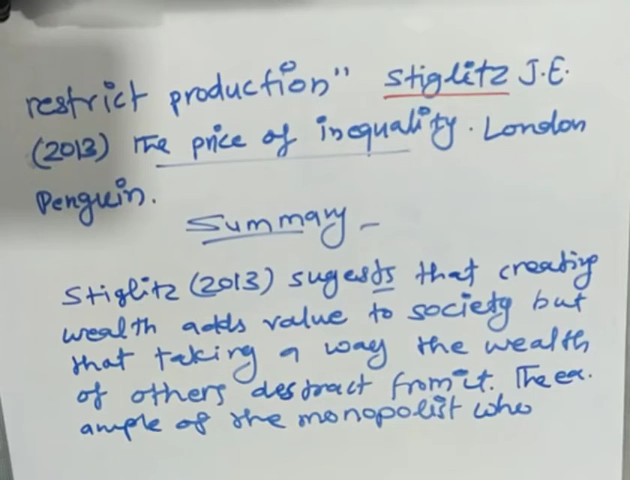 restrict production" Stiglitz J.E.
(2013) The price of inequality. London
Penguin.
Summary -
Stiglitz (2013) sugests that creating
wealth adds value to society but
that taking a way the wealth
of others destract from it. The ex.
ample of the monopolist who